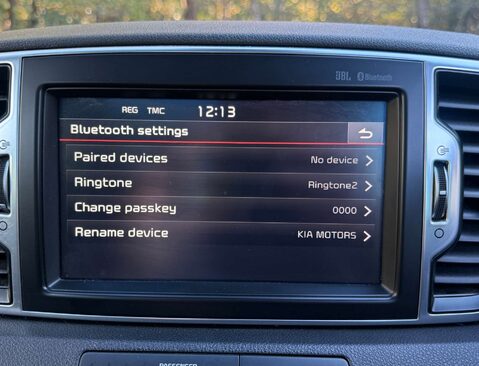 JBL Bluetooth
REG TMC 12:13
Bluetooth settings
Paired devices No device
Ringtone Ringtone2
Change passkey 0000
Rename device KIA MOTORS
PASSENGER